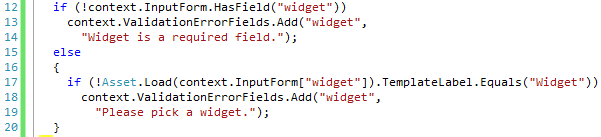 12 if (!context.InputForm.HasField("widget"))
13 context.ValidationErrorFields.Add("widget",
14 "Widget is a required field.");
15 else
16 {
17 if (!Asset.Load(context.InputForm["widget"]).TemplateLabel.Equals("Widget"))
18 context.ValidationErrorFields.Add("widget",
19 "Please pick a widget.");
20 }